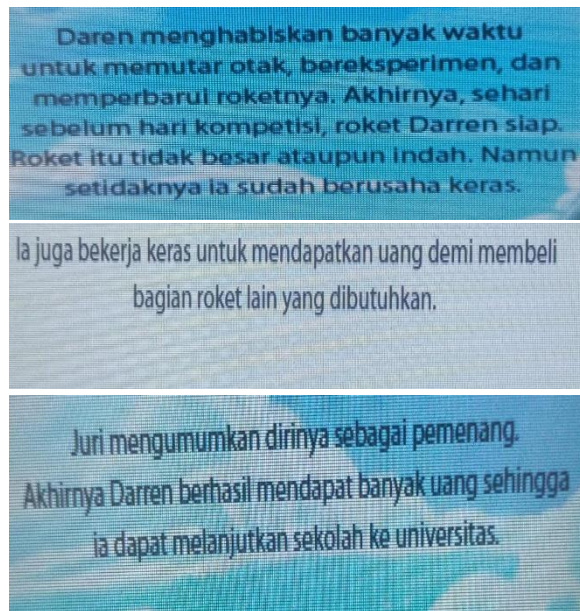 Daren menghabiskan banyak waktu
untuk memutar otak, bereksperimen, dan
memperbarui roketnya. Akhirnya, sehari
sebelum hari kompetisi, roket Darren siap.
Roket itu tidak besar ataupun indah. Namun
setidaknya ia sudah berusaha keras.
Ia juga bekerja keras untuk mendapatkan uang demi membeli
bagian roket lain yang dibutuhkan.
Juri mengumumkan dirinya sebagai pemenang.
Akhirnya Darren berhasil mendapat banyak uang sehingga
ia dapat melanjutkan sekolah ke universitas.